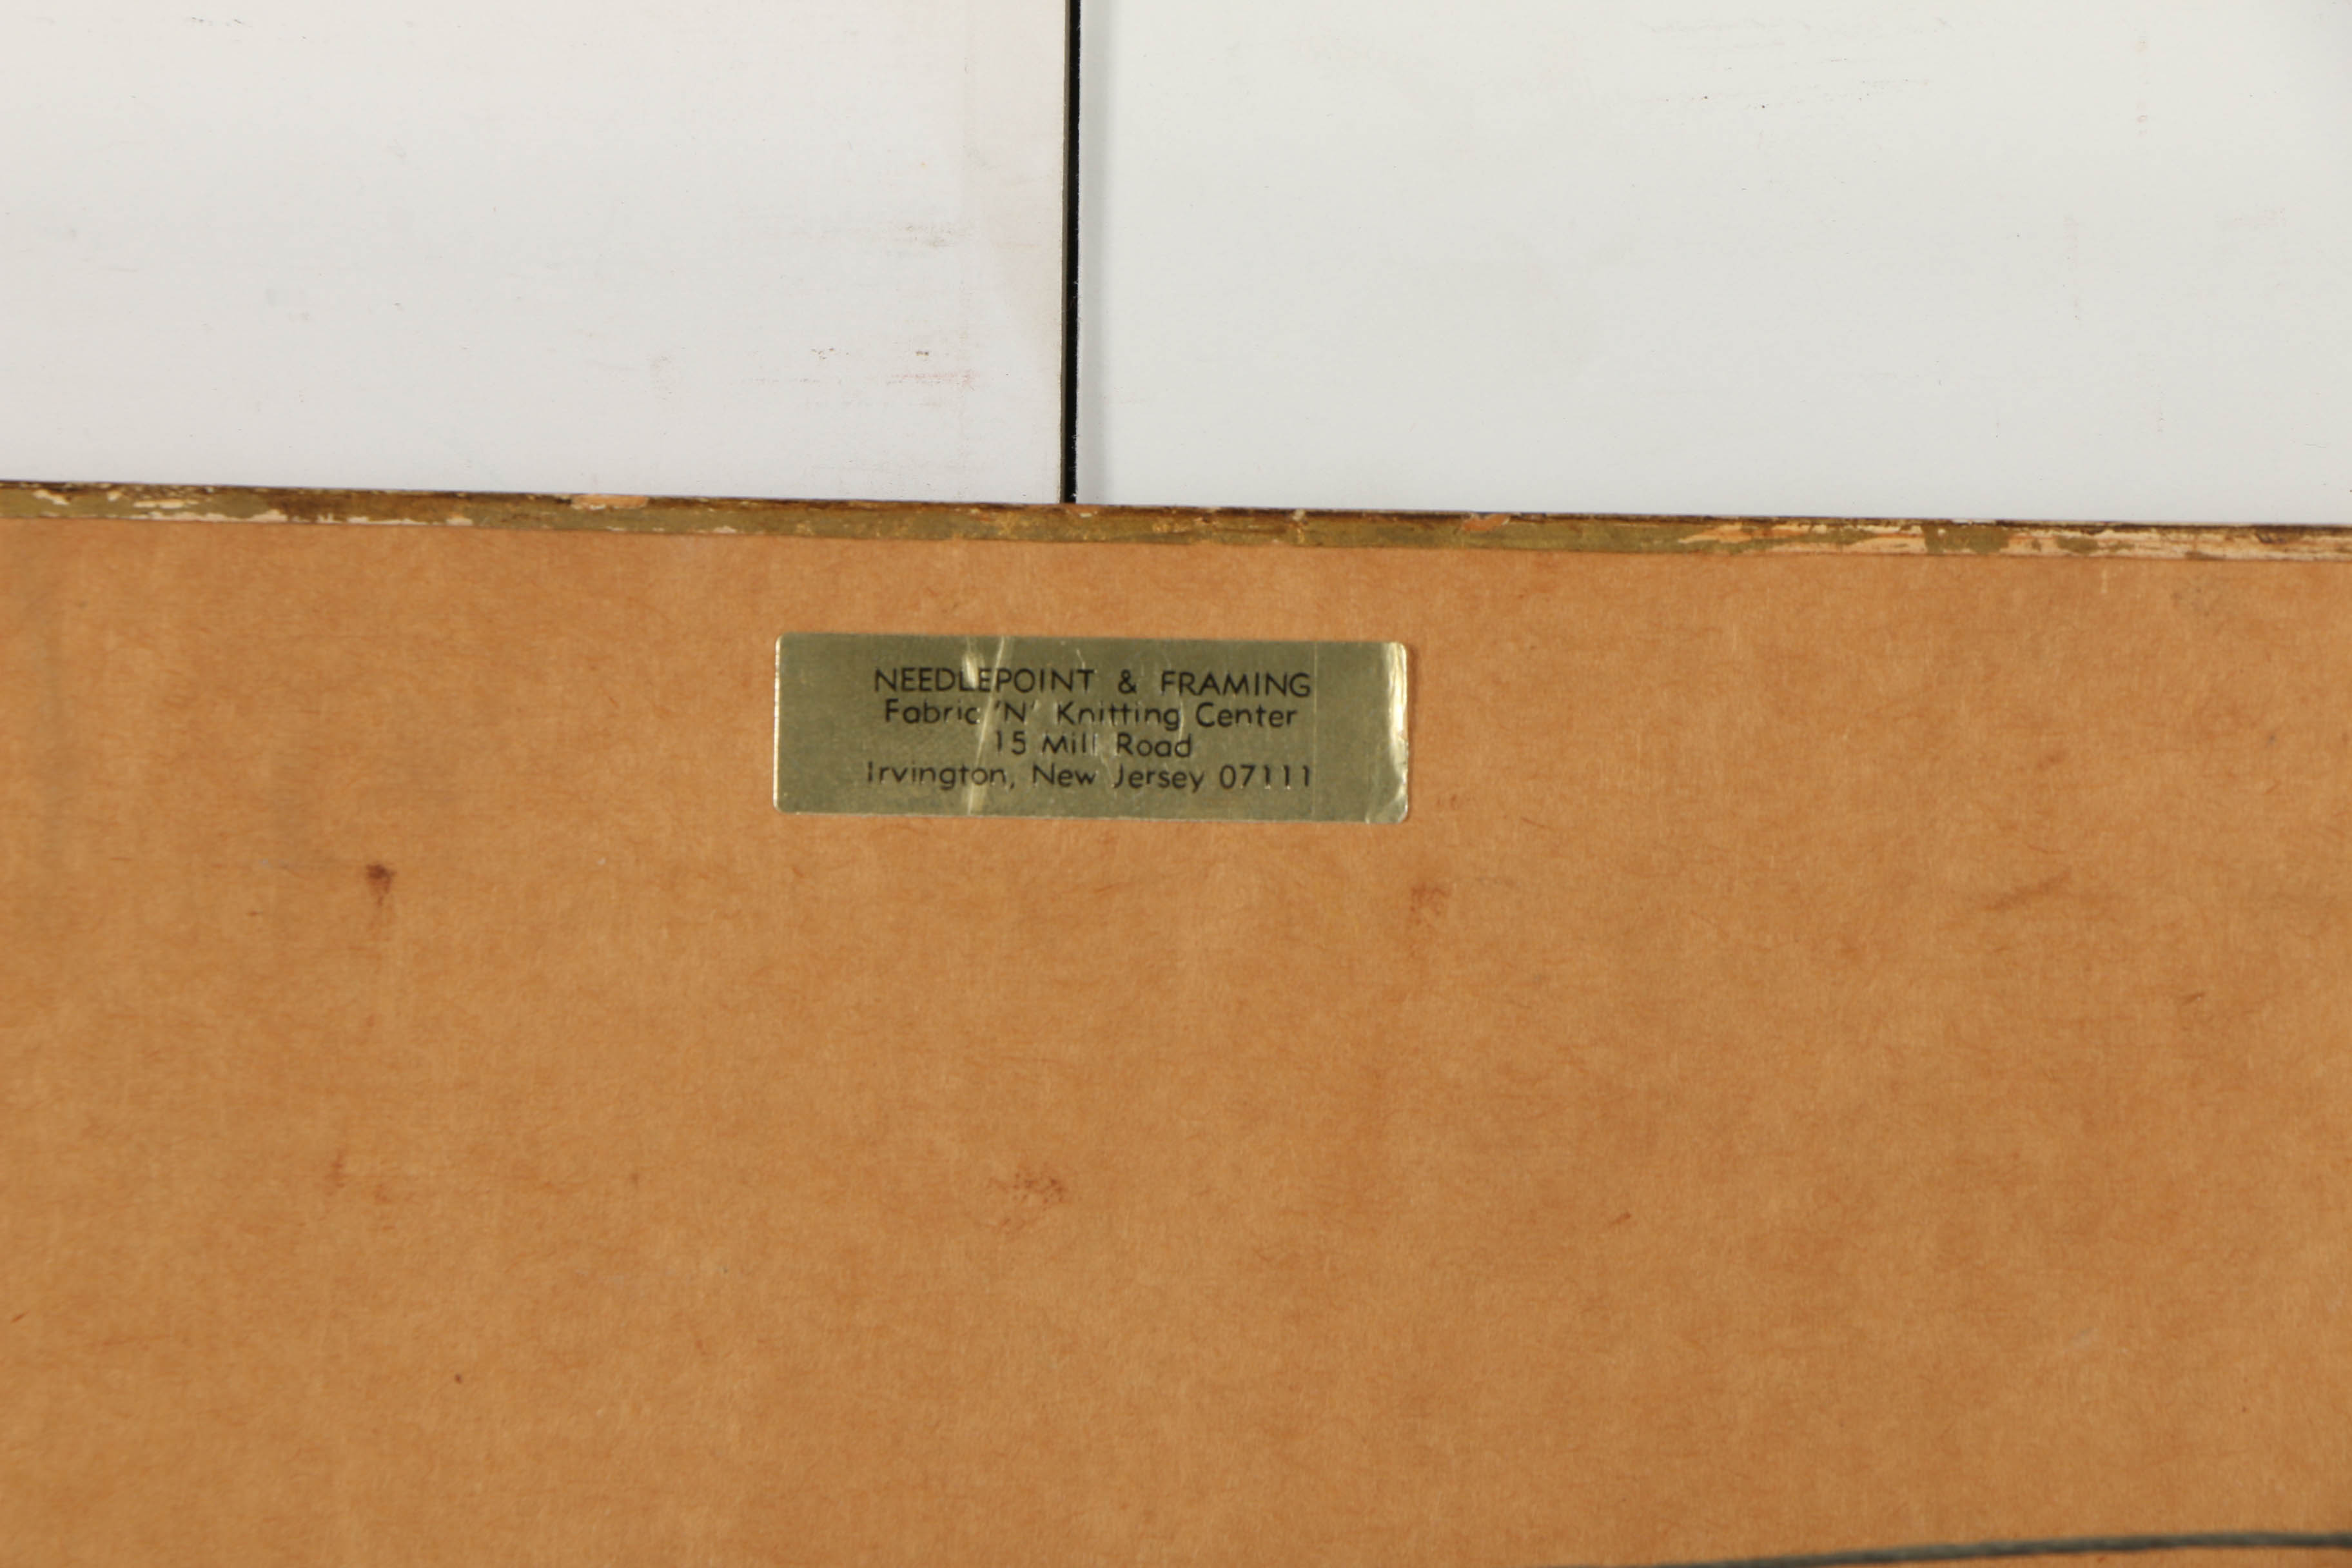 NEEDLEPOINT & FRAMING
Fabric 'N' Knitting Center
15 Mill Road
Irvington, New Jersey 07111